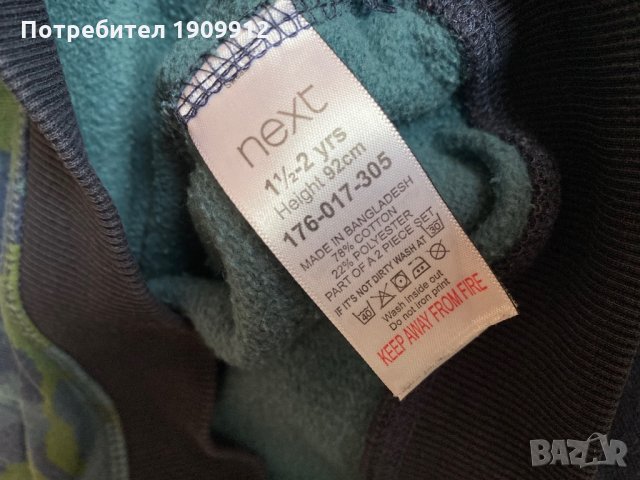 Потребител 1909912
next
1½-2 yrs
Height 92cm
176-017-305
MADE IN BANGLADESH
78% COTTON
22% POLYESTER
PART OF A 2 PIECE SET
IF IT'S NOT DIRTY WASH AT 30
40
Wash inside out
Do not iron print
KEEP AWAY FROM FIRE
BAZAR